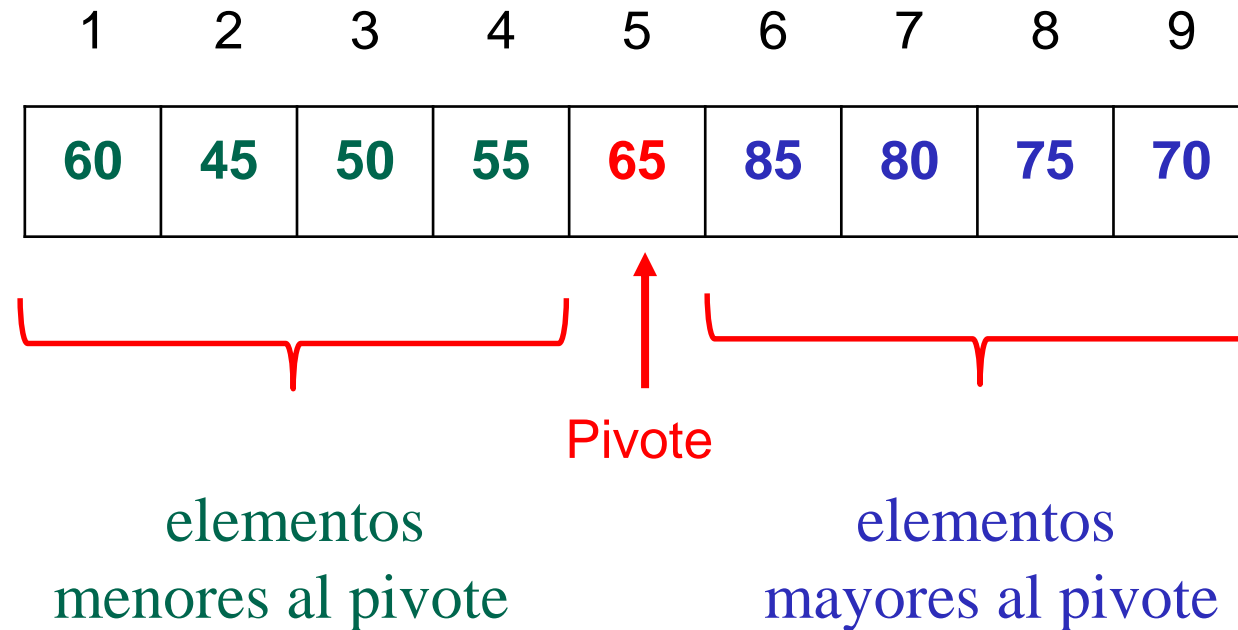 1 2 3 4 5 6 7 8 9
60 45 50 55 65 85 80 75 70
Pivote
elementos
menores al pivote
elementos
mayores al pivote